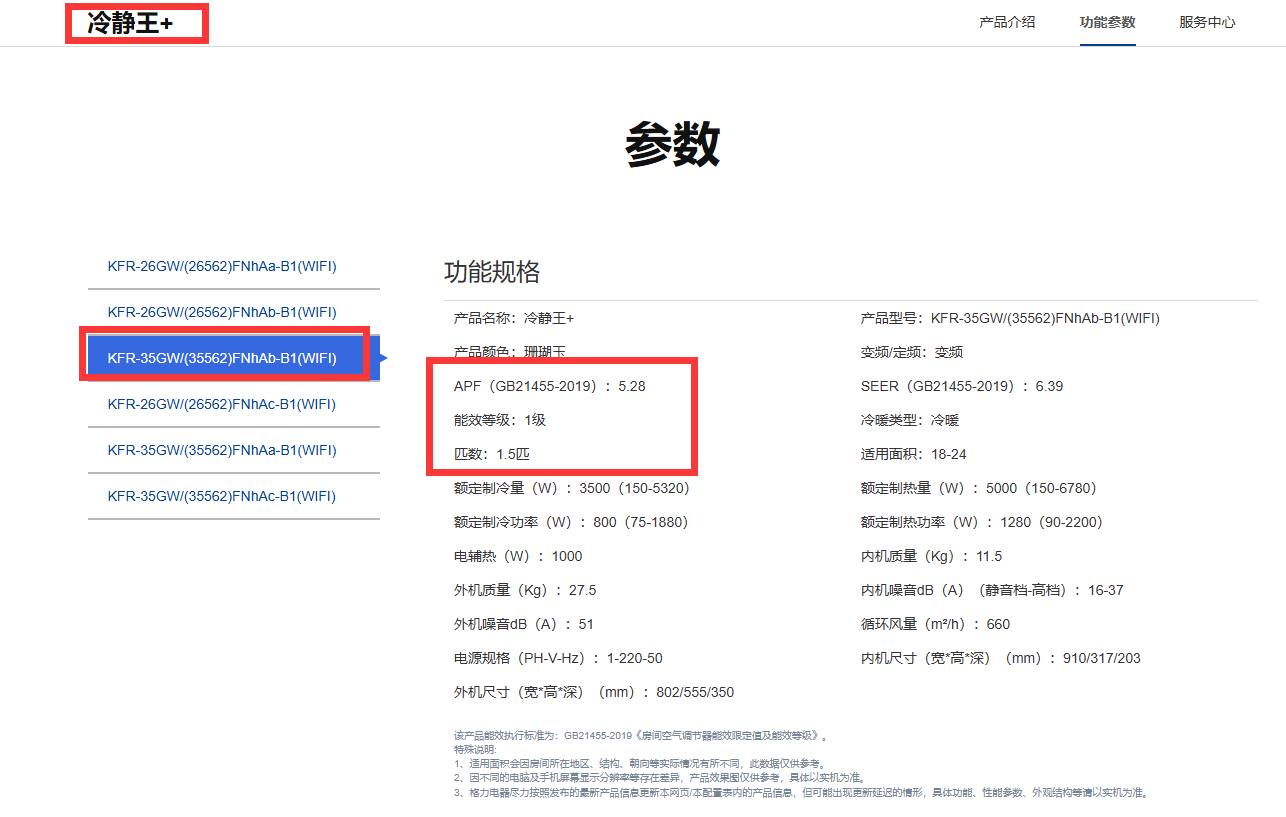 冷静王+
产品介绍 功能参数 服务中心
参数
KFR-26GW/(26562)FNhAa-B1(WIFI)
KFR-26GW/(26562)FNhAb-B1(WIFI)
KFR-35GW/(35562)FNhAb-B1(WIFI)
KFR-26GW/(26562)FNhAc-B1(WIFI)
KFR-35GW/(35562)FNhAa-B1(WIFI)
KFR-35GW/(35562)FNhAc-B1(WIFI)
功能规格
产品名称：冷静王+ 产品型号：KFR-35GW/(35562)FNhAb-B1(WIFI)
产品颜色：珊瑚玉 变频/定频：变频
APF（GB21455-2019）：5.28 SEER（GB21455-2019）：6.39
能效等级：1级 冷暖类型：冷暖
匹数：1.5匹 适用面积：18-24
额定制冷量（W）：3500（150-5320） 额定制热量（W）：5000（150-6780）
额定制冷功率（W）：800（75-1880） 额定制热功率（W）：1280（90-2200）
电辅热（W）：1000 内机质量（Kg）：11.5
外机质量（Kg）：27.5 内机噪音dB（A）（静音档-高档）：16-37
外机噪音dB（A）：51 循环风量（m²/h）：660
电源规格（PH-V-Hz）：1-220-50 内机尺寸（宽*高*深）（mm）：910/317/203
外机尺寸（宽*高*深）（mm）：802/555/350
该产品能效执行标准为：GB21455-2019《房间空气调节器能效限定值及能效等级》。
特殊说明:
1、适用面积会因房间所在地区、结构、朝向等实际情况有所不同，此数据仅供参考。
2、因不同的电脑及手机屏幕显示分辨率等存在差异，产品效果图仅供参考，具体以实机为准。
3、格力电器尽力按照发布的最新产品信息更新本网页/本配置表内的产品信息，但可能出现更新延迟的情形，具体功能、性能参数、外观结构等请以实机为准。